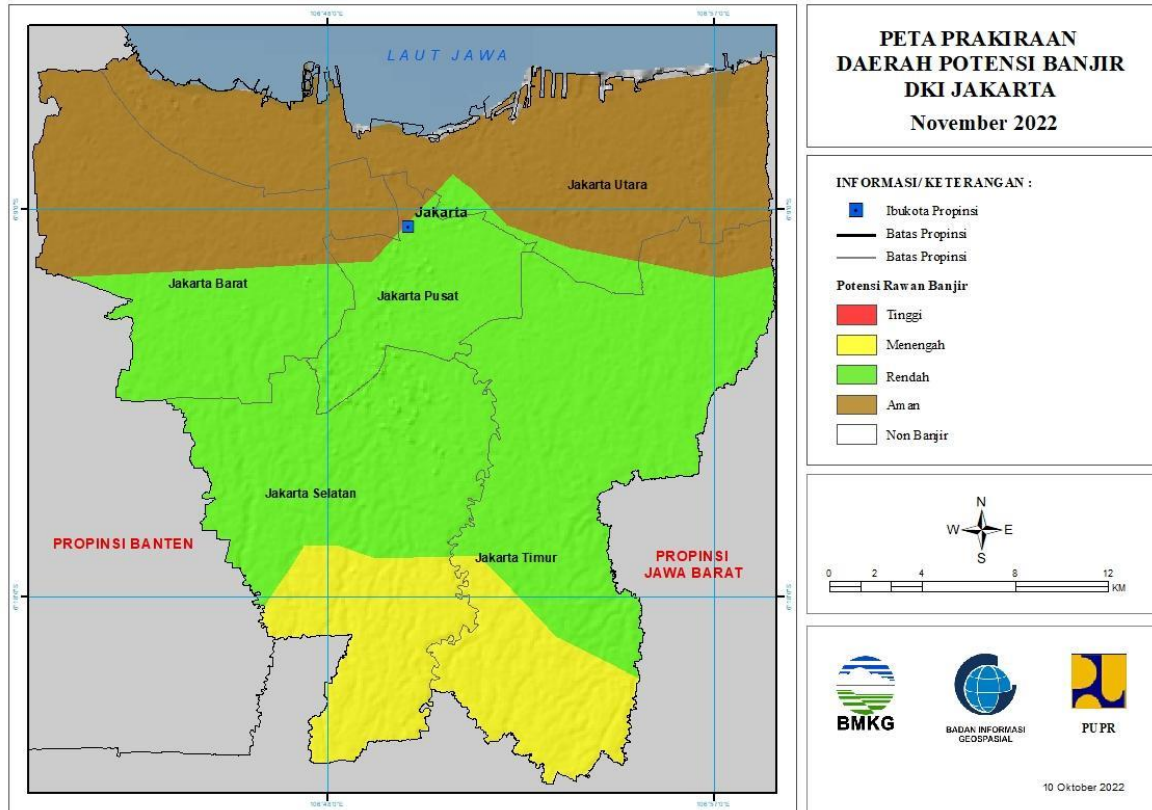 PETA PRAKIRAAN
DAERAH POTENSI BANJIR
DKI JAKARTA
November 2022
INFORMASI/KETERANGAN :
Ibukota Propinsi
Batas Propinsi
Batas Propinsi
Potensi Rawan Banjir
Tinggi
Menengah
Rendah
Aman
Non Banjir
N
W E
S
0 2 4 8 12
KM
BMKG
BADAN INFORMASI
GEOSPASIAL
PUPR
10 Oktober 2022
LAUT JAWA
Jakarta Utara
Jakarta
Jakarta Barat
Jakarta Pusat
Jakarta Selatan
Jakarta Timur
PROPINSI BANTEN
PROPINSI
JAWA BARAT